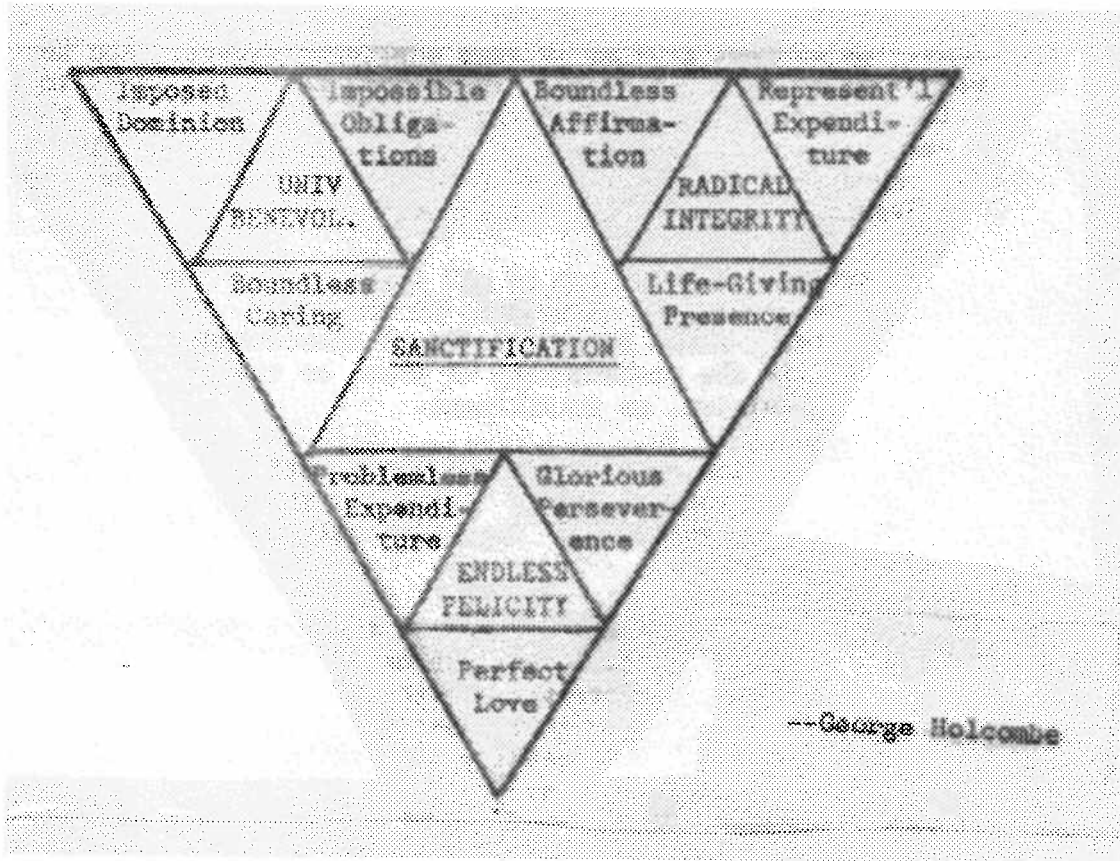 Imposed
Dominion
Impossible
Obliga-
tions
Boundless
Affirma-
tion
Represent'l
Expendi-
ture
UNIV
BENEVOL.
RADICAL
INTEGRITY
Boundless
Caring
Life-Giving
Presence
SANCTIFICATION
Problemless
Expendi-
ture
Glorious
Persever-
ence
ENDLESS
FELICITY
Perfect
Love
--George Holcombe